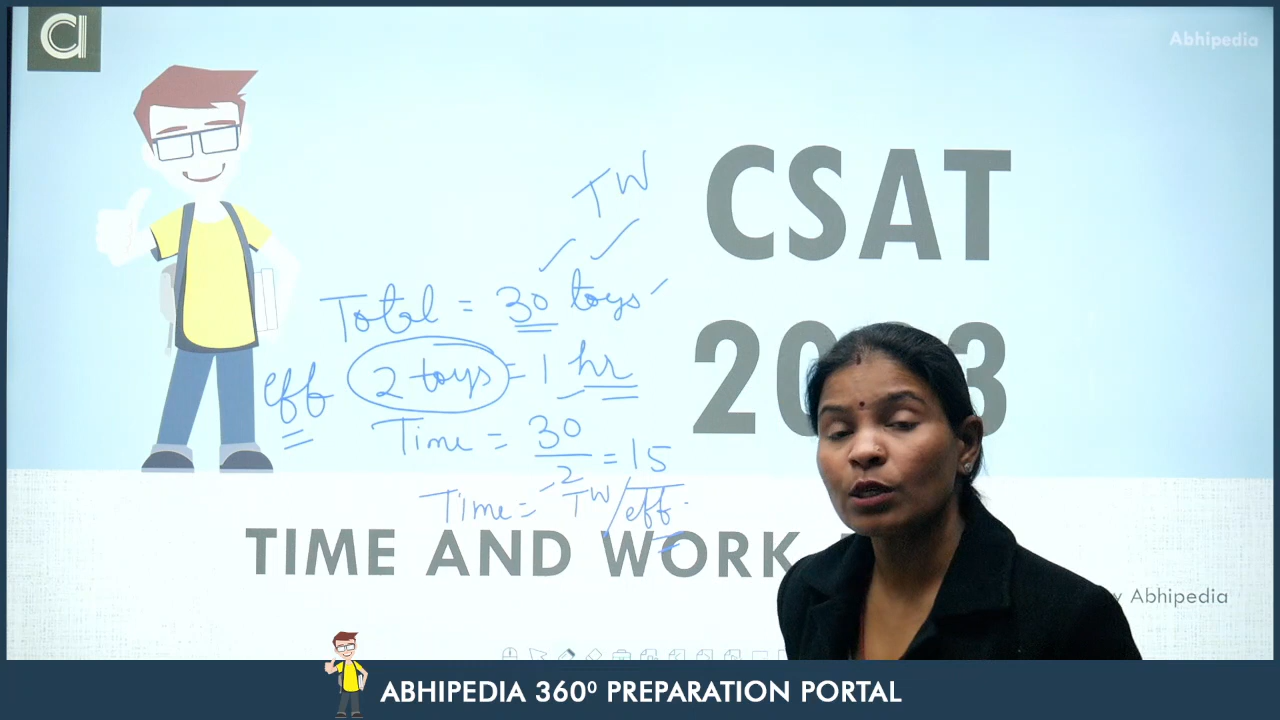 Abhipedia
CSAT
TW
Total = 30 toys
eff 2 toys = 1 hr
Time = 30/2 = 15
Time = TW/eff.
TIME AND WORK
Abhipedia
ABHIPEDIA 360⁰ PREPARATION PORTAL